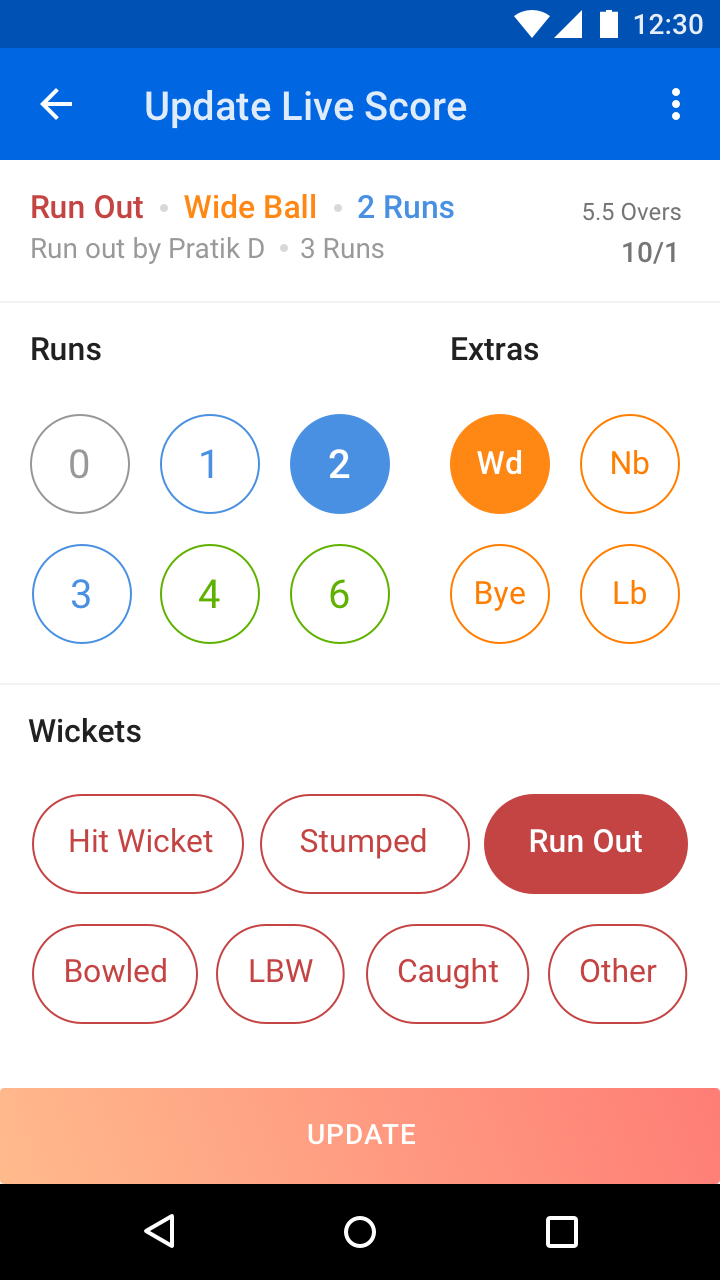 12:30
Update Live Score
Run Out • Wide Ball • 2 Runs
5.5 Overs
Run out by Pratik D • 3 Runs
10/1
Runs
Extras
0 1 2 Wd Nb
3 4 6 Bye Lb
Wickets
Hit Wicket Stumped Run Out
Bowled LBW Caught Other
UPDATE